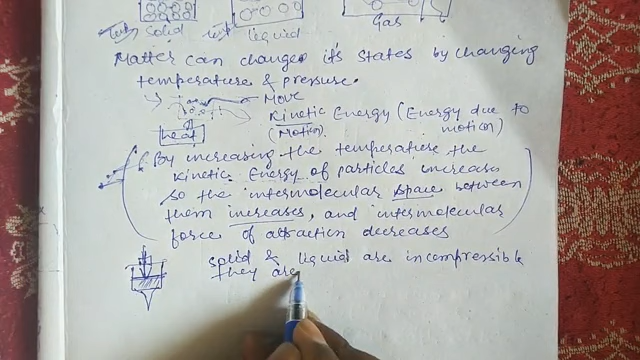 solid liquid Gas
Matter can change it's states by changing
temperature & pressure.
Move
Kinetic Energy (Energy due to
heat (Motion). motion)
By increasing the temperature the
kinetic Energy of particles increases
so the intermolecular space between
them increases, and intermolecular
force of attraction decreases
solid & liquid are incompressible
they are